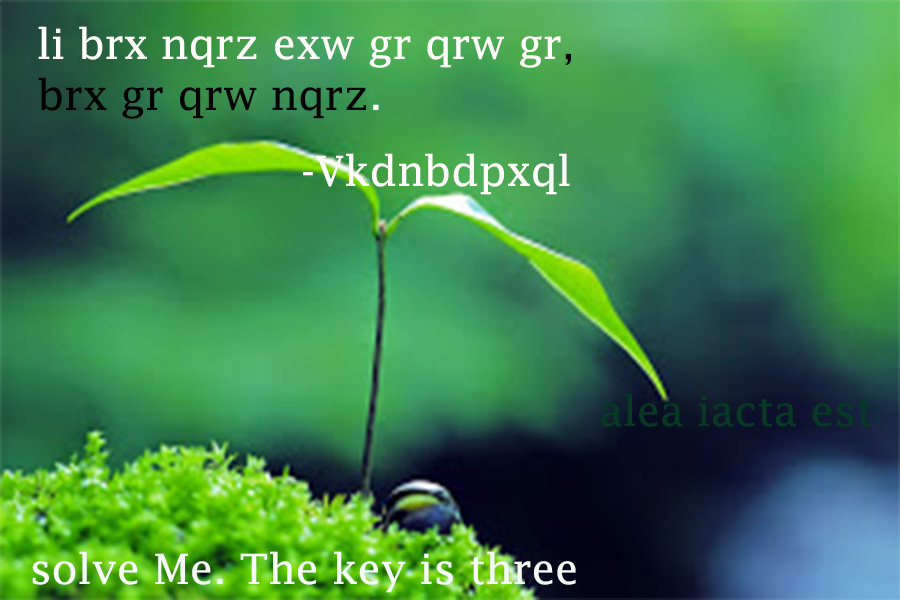 li brx nqrz exw gr qrw gr,
brx gr qrw nqrz.
-Vkdnbdpxql
alea iacta est
solve Me. The key is three